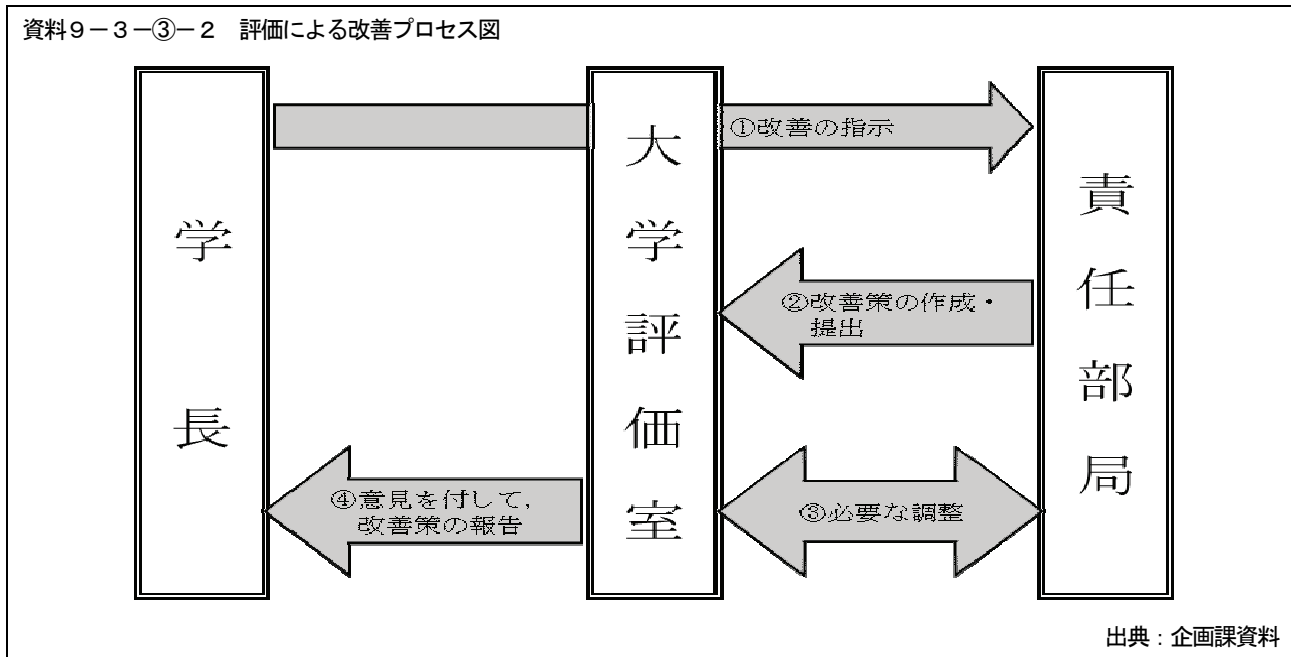 資料9-3-③-2 評価による改善プロセス図
学長
大学評価室
責任部局
①改善の指示
②改善策の作成・
提出
③必要な調整
④意見を付して,
改善策の報告
出典：企画課資料